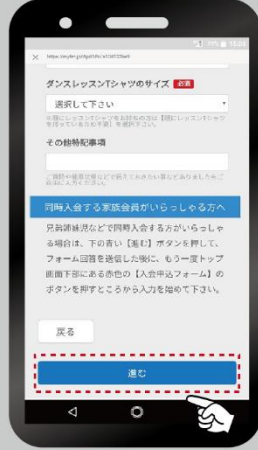 ダンスレッスンTシャツのサイズ 必須
選択して下さい
その他特記事項
同時入会する家族会員がいらっしゃる方へ
兄弟姉妹児などで同時入会する方がいらっしゃ
る場合は、下の青い【進む】ボタンを押して、
フォーム回答を送信した後に、もう一度トップ
画面下部にある赤色の【入会申込フォーム】の
ボタンを押すところから入力を始めて下さい。
戻る
進む